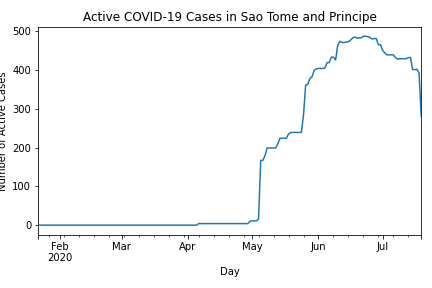 Active COVID-19 Cases in Sao Tome and Principe
Number of Active Cases
500
400
300
200
100
0
Feb
2020
Mar
Apr
May
Jun
Jul
Day